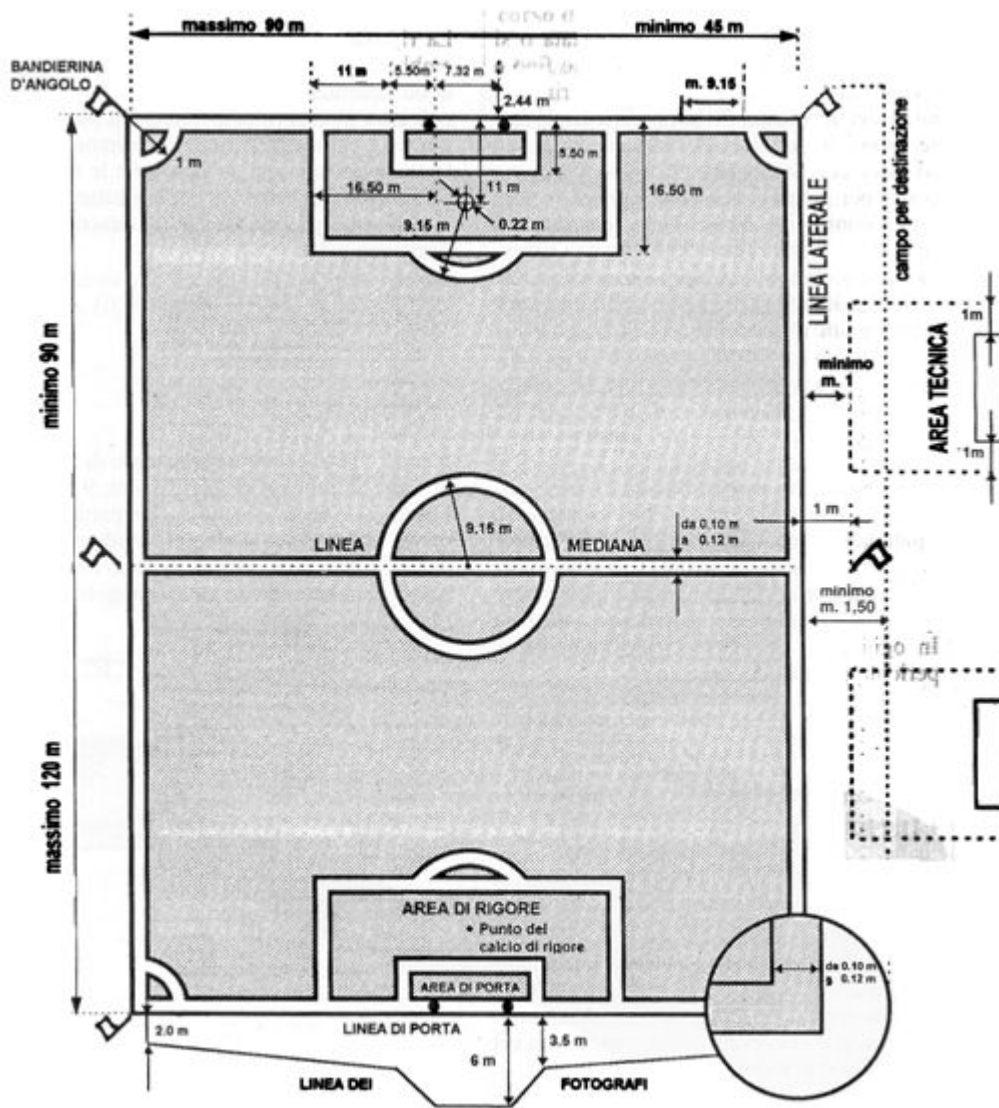 massimo 90 m
minimo 45 m
BANDIERINA
D'ANGOLO
11 m
5.50m
7.32 m
2.44 m
m. 9.15
1 m
5.50 m
16.50 m
11 m
16.50 m
9.15 m
0.22 m
campo per destinazione
LINEA LATERALE
minimo 90 m
1m
minimo
m. 1
AREA TECNICA
1m
9.15 m
1 m
LINEA
MEDIANA
da 0.10 m
a 0.12 m
minimo
m. 1,50
In ogni
massimo 120 m
AREA DI RIGORE
• Punto del
calcio di rigore
AREA DI PORTA
da 0.10 m
a 0.12 m
LINEA DI PORTA
2.0 m
3.5 m
6 m
LINEA DEI
FOTOGRAFI